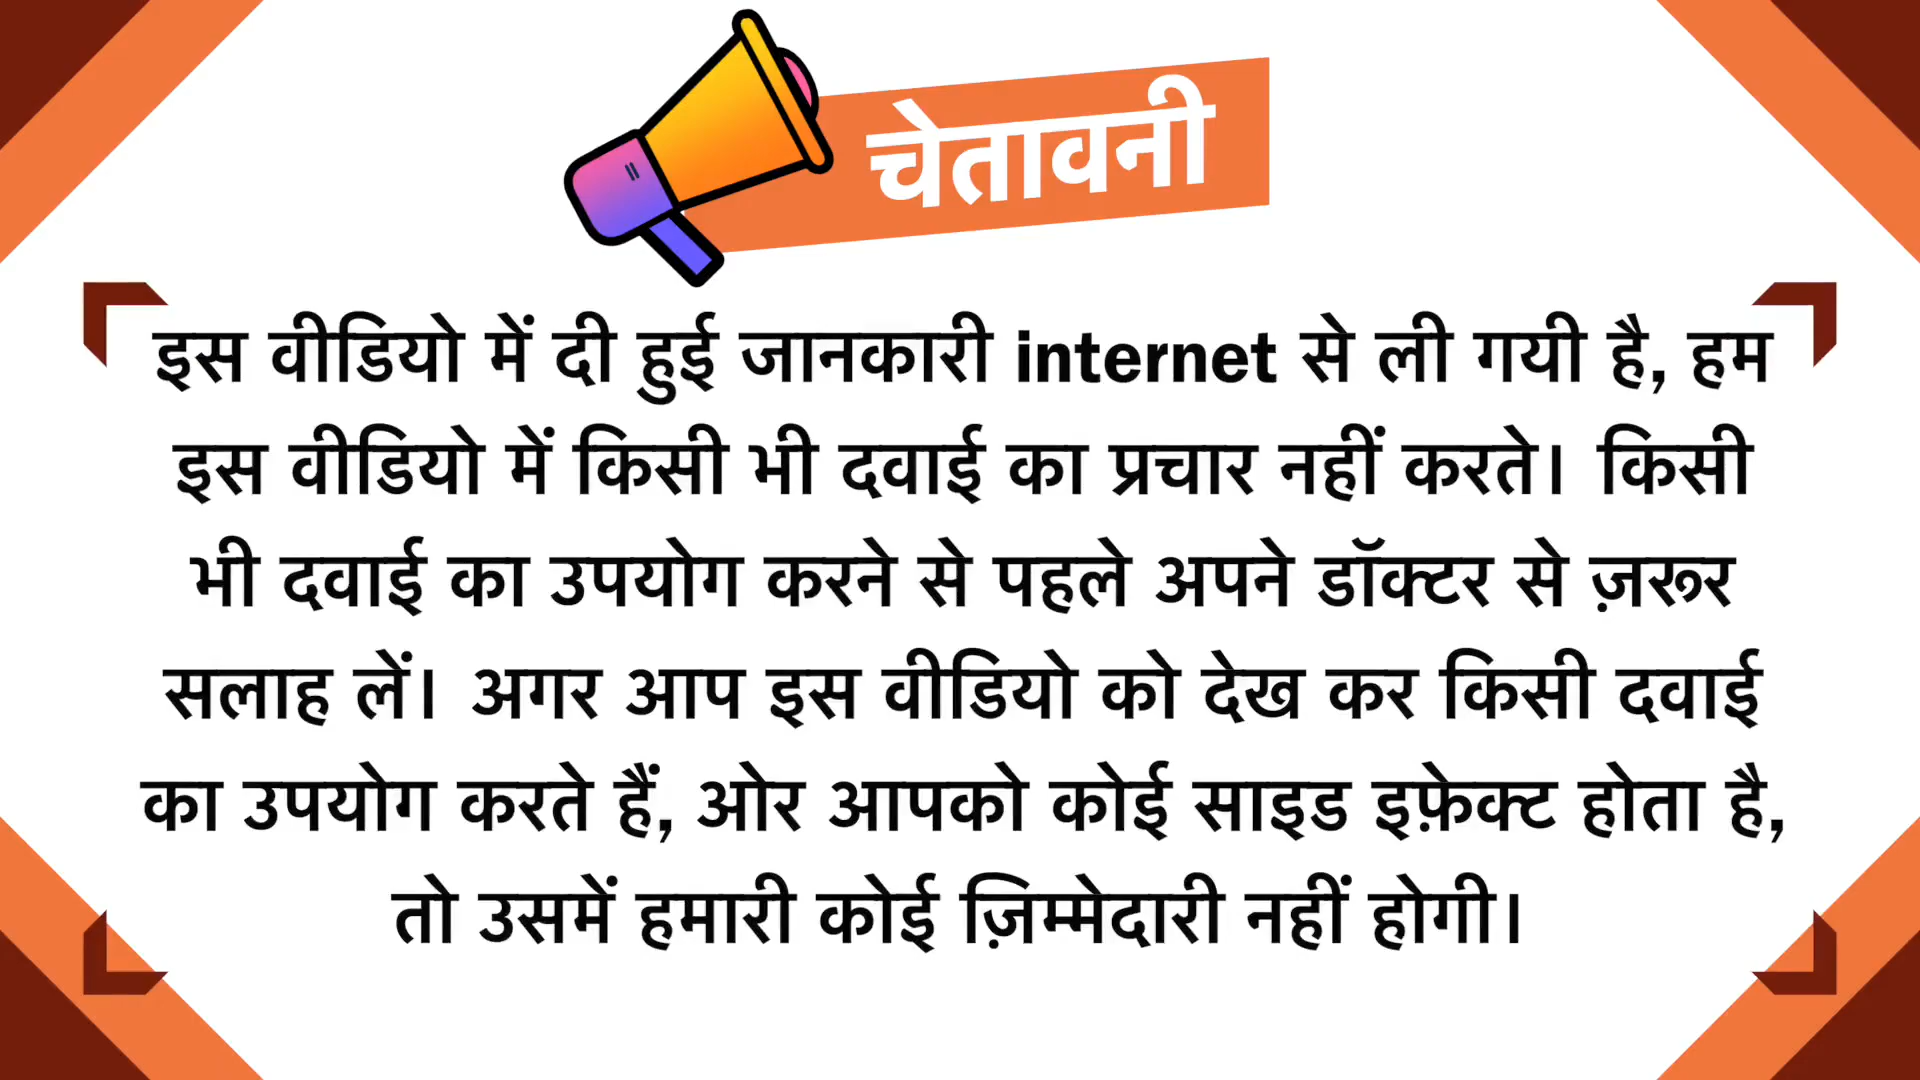 चेतावनी
इस वीडियो में दी हुई जानकारी internet से ली गयी है, हम
इस वीडियो में किसी भी दवाई का प्रचार नहीं करते। किसी
भी दवाई का उपयोग करने से पहले अपने डॉक्टर से ज़रूर
सलाह लें। अगर आप इस वीडियो को देख कर किसी दवाई
का उपयोग करते हैं, ओर आपको कोई साइड इफ़ेक्ट होता है,
तो उसमें हमारी कोई ज़िम्मेदारी नहीं होगी।